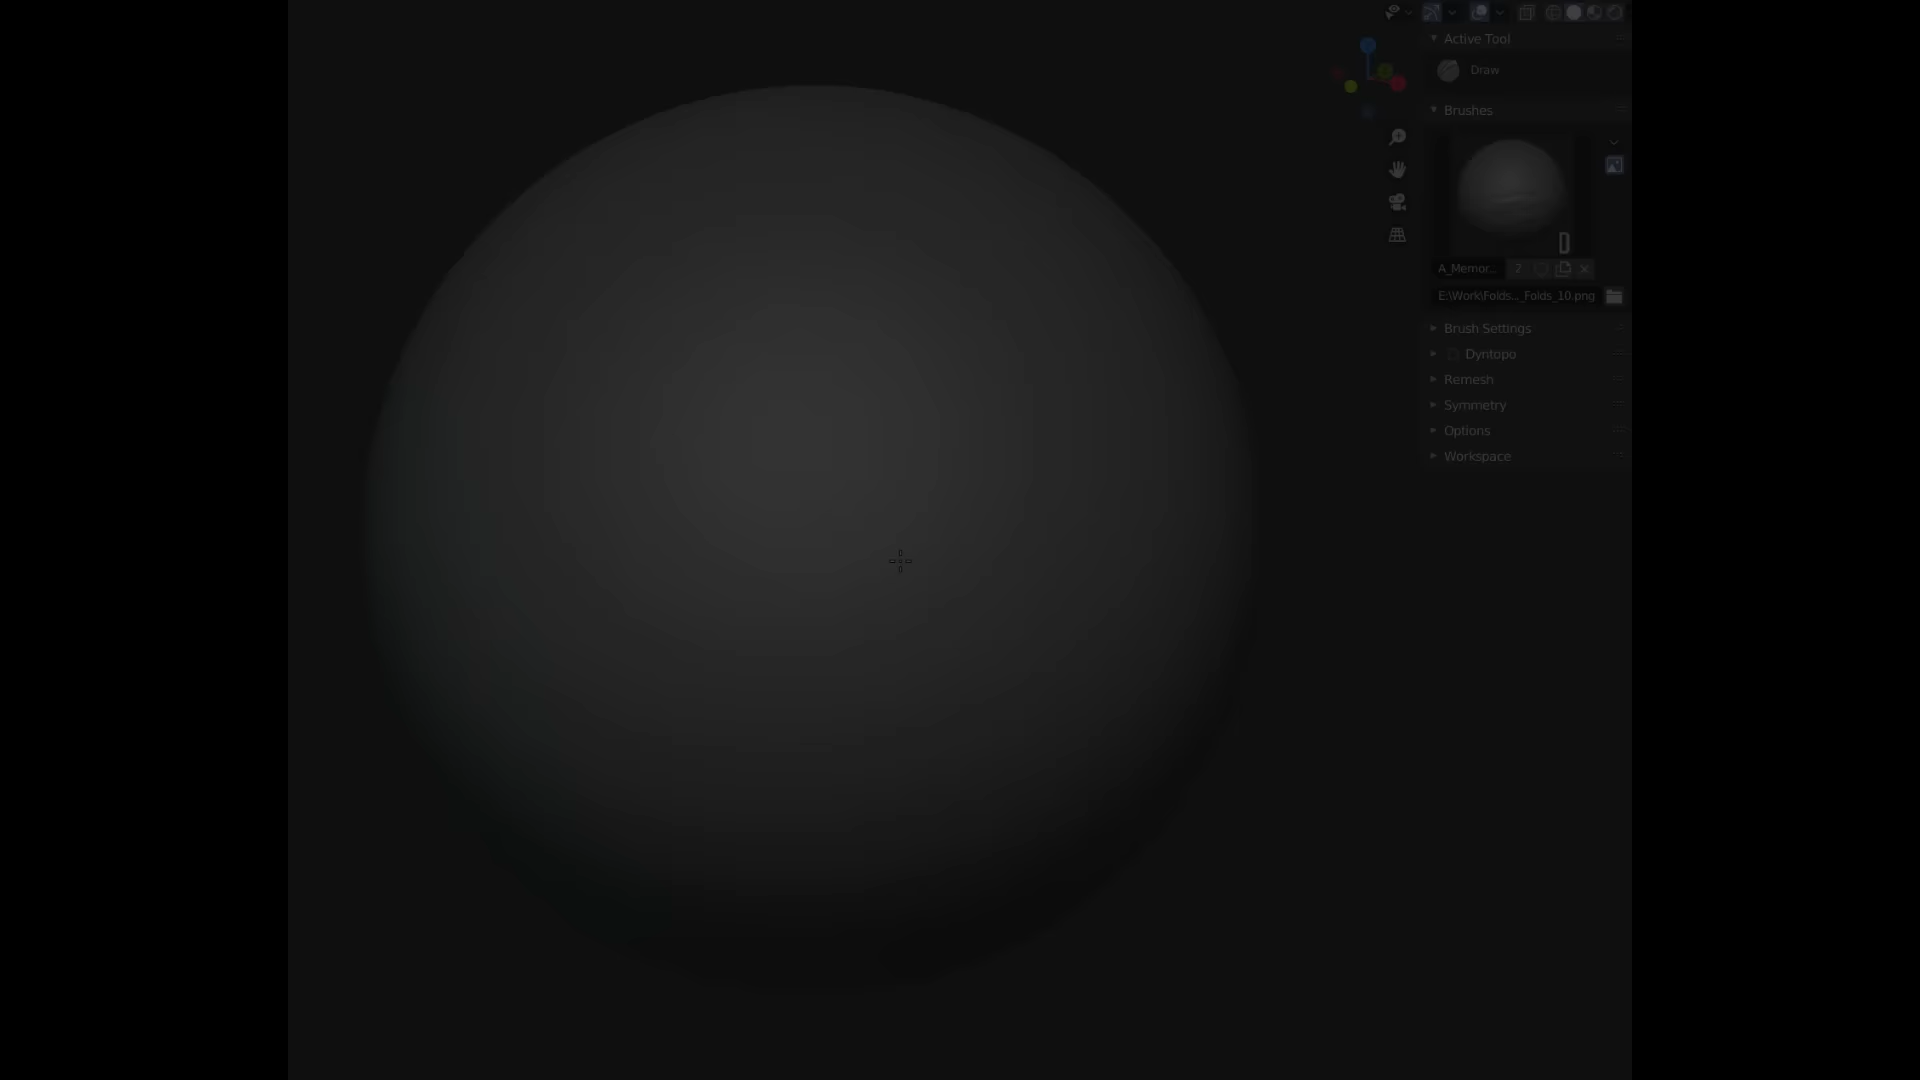 Active Tool
Draw
Brushes
A_Memor...
2
E:\Work\Folds.._Folds_10.png
Brush Settings
Dyntopo
Remesh
Symmetry
Options
Workspace